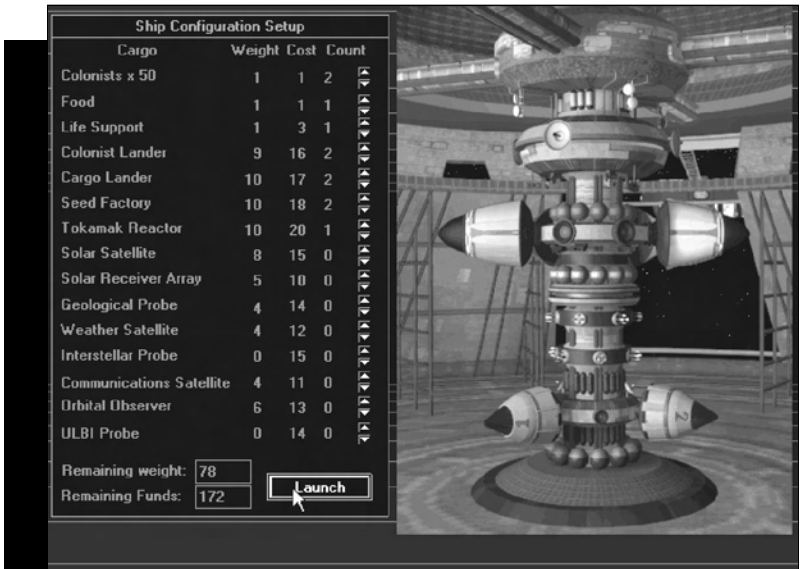 Ship Configuration Setup
Cargo Weight Cost Count
Colonists x 50 1 1 2
Food 1 1 1
Life Support 1 3 1
Colonist Lander 9 16 2
Cargo Lander 10 17 2
Seed Factory 10 18 2
Tokamak Reactor 10 20 1
Solar Satellite 8 15 0
Solar Receiver Array 5 10 0
Geological Probe 4 14 0
Weather Satellite 4 12 0
Interstellar Probe 0 15 0
Communications Satellite 4 11 0
Orbital Observer 6 13 0
ULBI Probe 0 14 0
Remaining weight: 78
Remaining Funds: 172
Launch
1
2